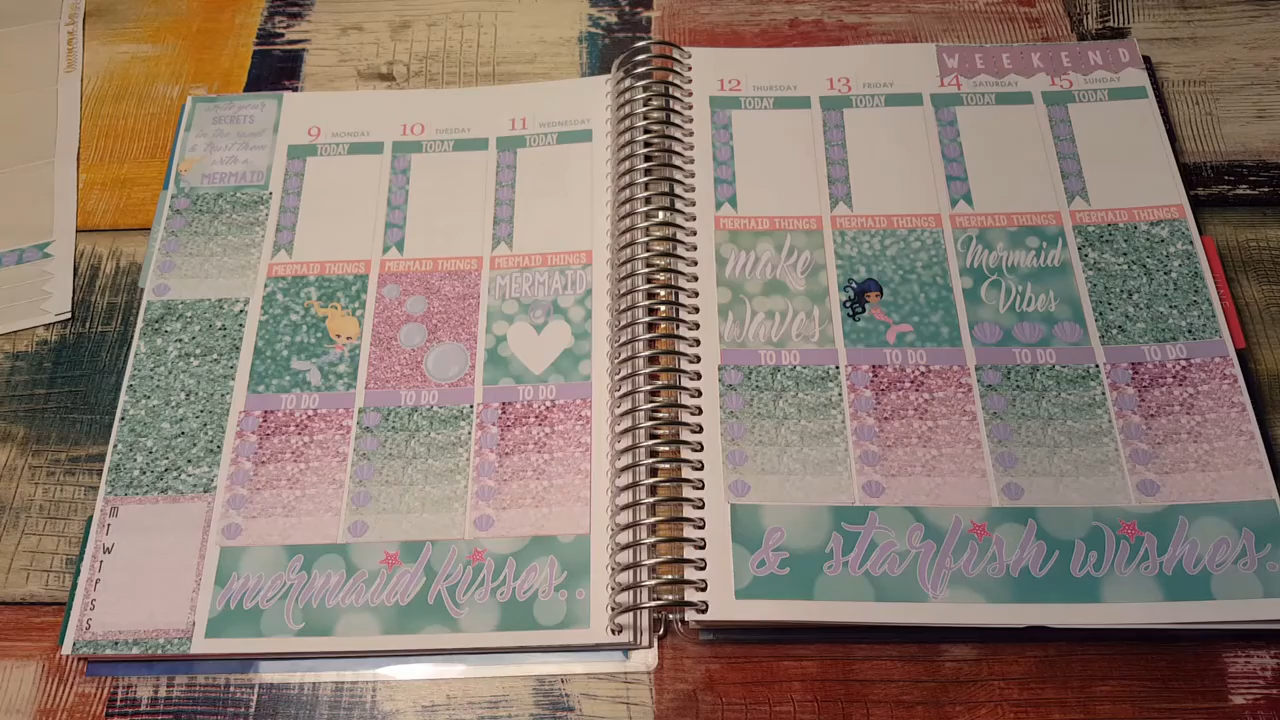 write your
SECRETS
in the sand
& trust them
with a
MERMAID
9 MONDAY
10 TUESDAY
11 WEDNESDAY
TODAY
TODAY
TODAY
MERMAID THINGS
MERMAID THINGS
MERMAID THINGS
MERMAID
TO DO
TO DO
TO DO
M
T
W
T
F
S
S
mermaid kisses..
WEEKEND
12 THURSDAY
13 FRIDAY
14 SATURDAY
15 SUNDAY
TODAY
TODAY
TODAY
TODAY
MERMAID THINGS
MERMAID THINGS
MERMAID THINGS
MERMAID THINGS
make
waves
Mermaid
Vibes
TO DO
TO DO
TO DO
TO DO
& starfish wishes.